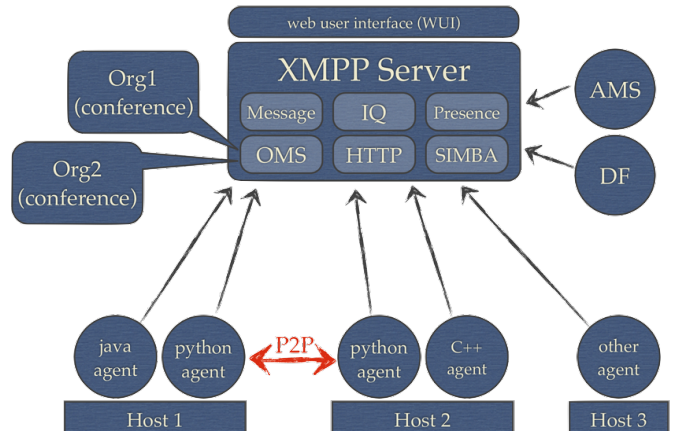 web user interface (WUI)
XMPP Server
Org1
(conference)
Message
IQ
Presence
AMS
OMS
HTTP
SIMBA
Org2
(conference)
DF
P2P
java
agent
python
agent
python
agent
C++
agent
other
agent
Host 1
Host 2
Host 3